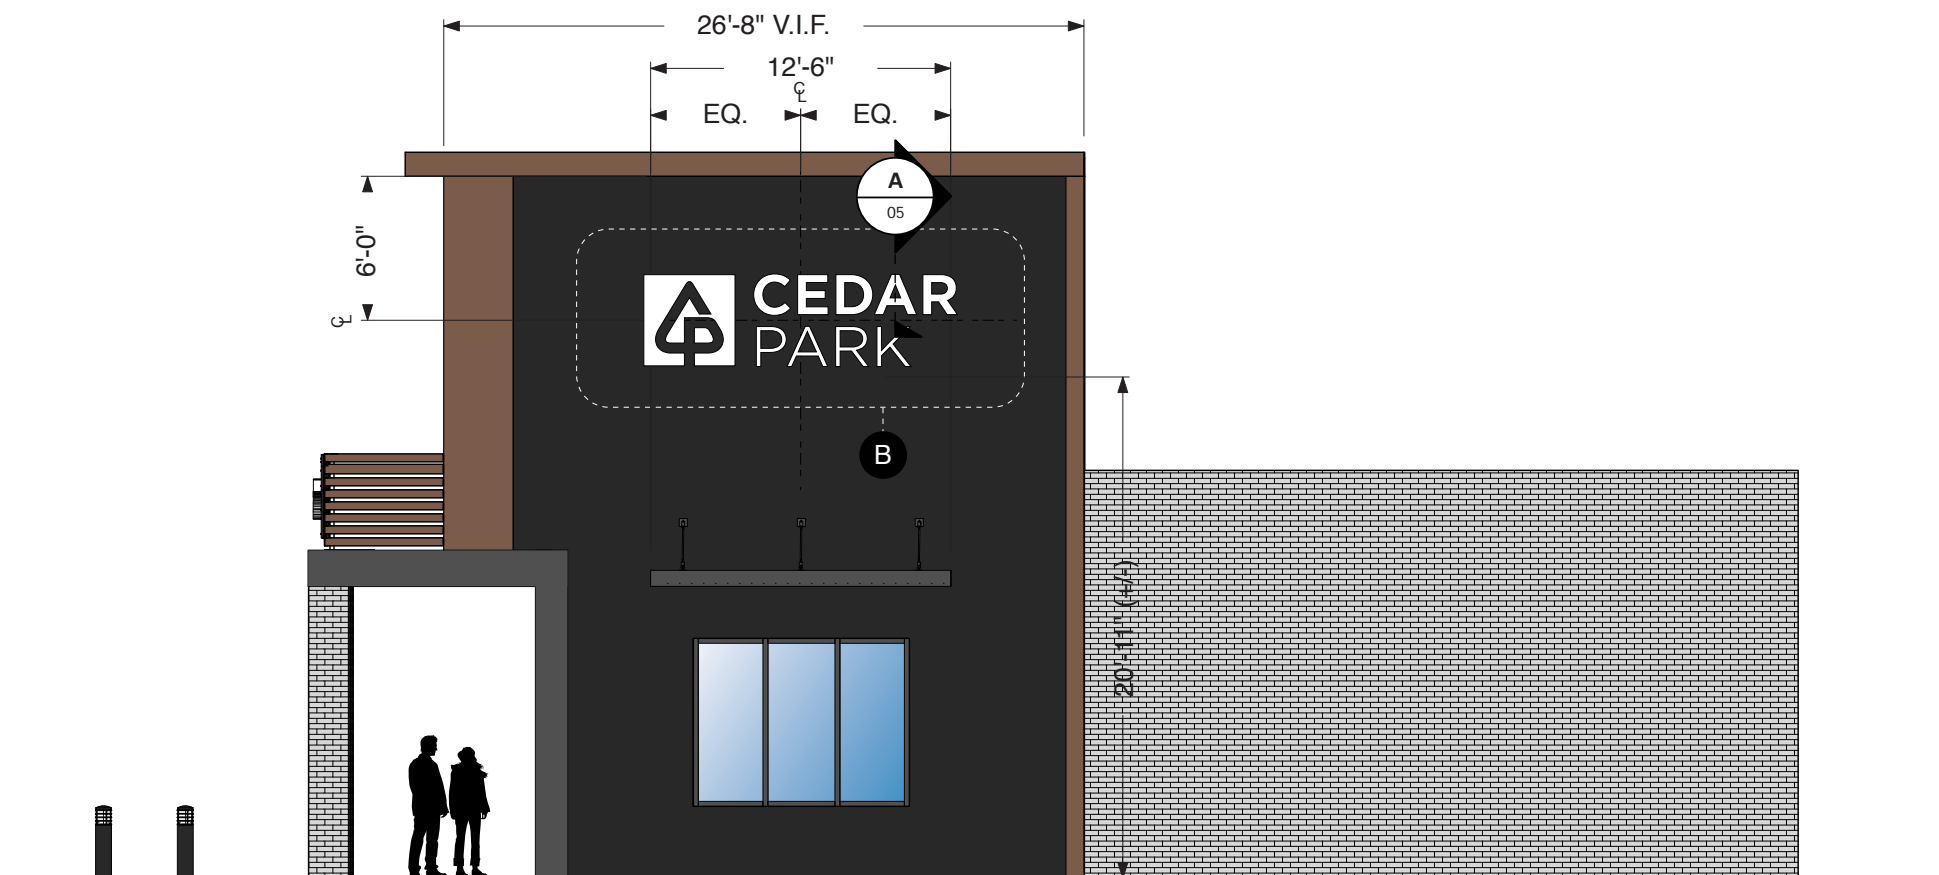 26'-8" V.I.F.
12'-6"
℄
EQ.
EQ.
A
05
6'-0"
℄
CEDAR
PARK
B
20'-11" (+/-)